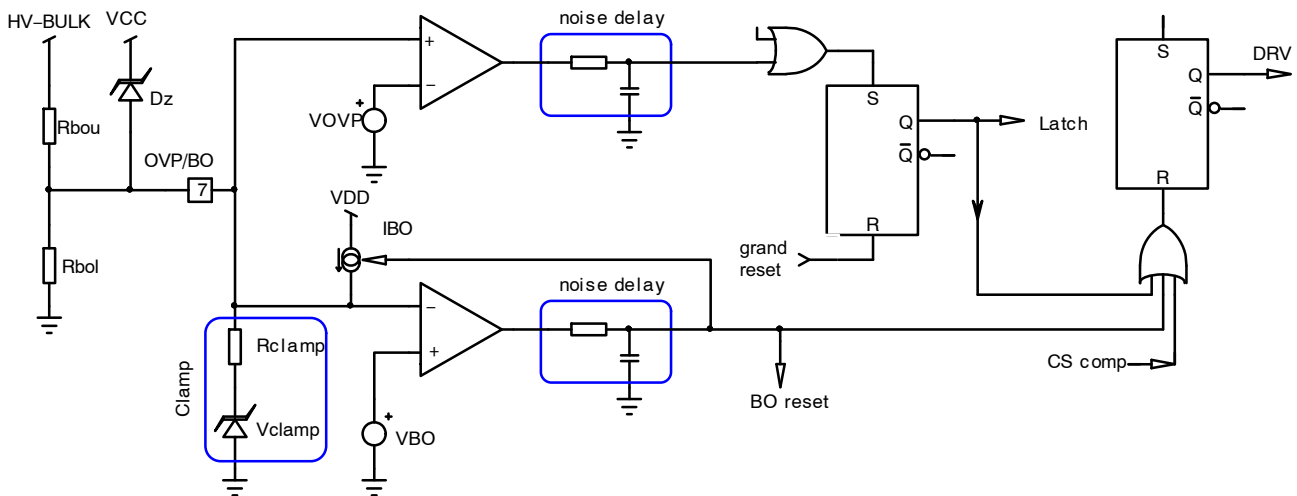 HV−BULK
VCC
noise delay
S
DRV
Q
Q
+
Dz
Rbou
−
+
VOVP
S
Q
Latch
OVP/BO
7
Q
R
VDD
IBO
R
grand
reset
Rbol
noise delay
−
Rclamp
+
CS comp
Clamp
BO reset
+
Vclamp
VBO